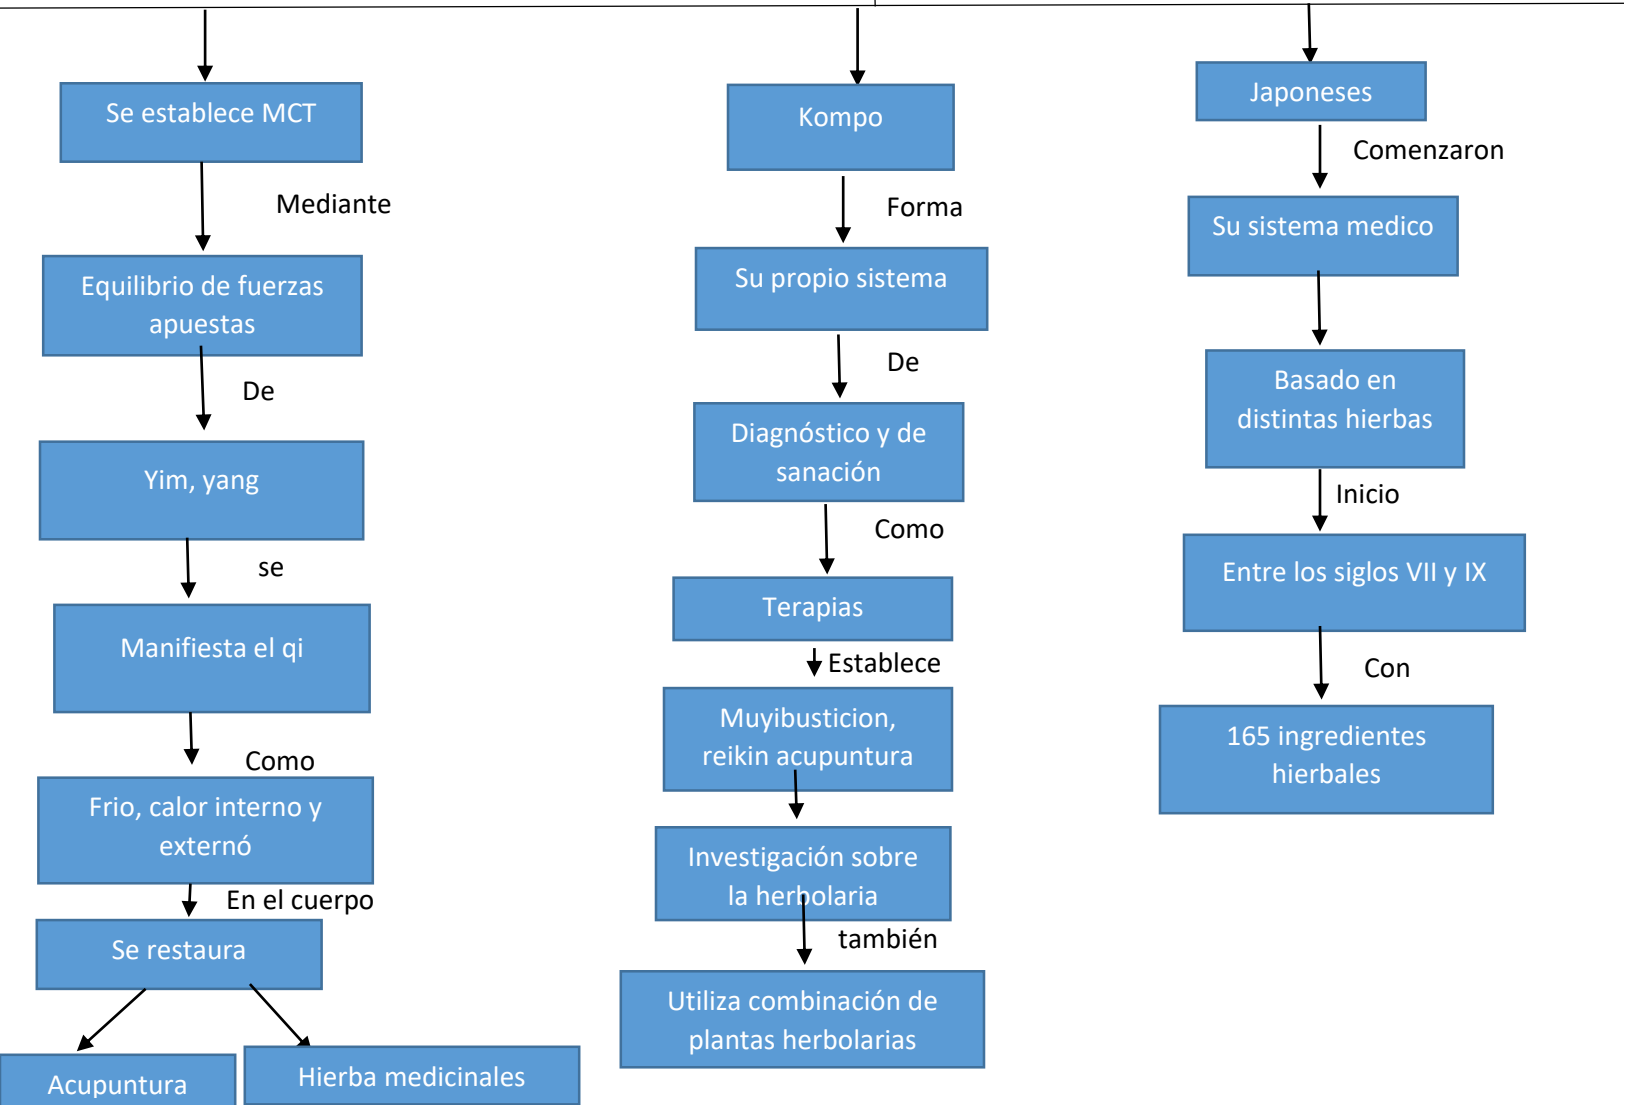 Se establece MCT
Mediante
Equilibrio de fuerzas
apuestas
De
Yim, yang
se
Manifiesta el qi
Como
Frio, calor interno y
externó
En el cuerpo
Se restaura
Acupuntura
Hierba medicinales
Kompo
Forma
Su propio sistema
De
Diagnóstico y de
sanación
Como
Terapias
Establece
Muyibusticion,
reikin acupuntura
Investigación sobre
la herbolaria
también
Utiliza combinación de
plantas herbolarias
Japoneses
Comenzaron
Su sistema medico
Basado en
distintas hierbas
Inicio
Entre los siglos VII y IX
Con
165 ingredientes
hierbales